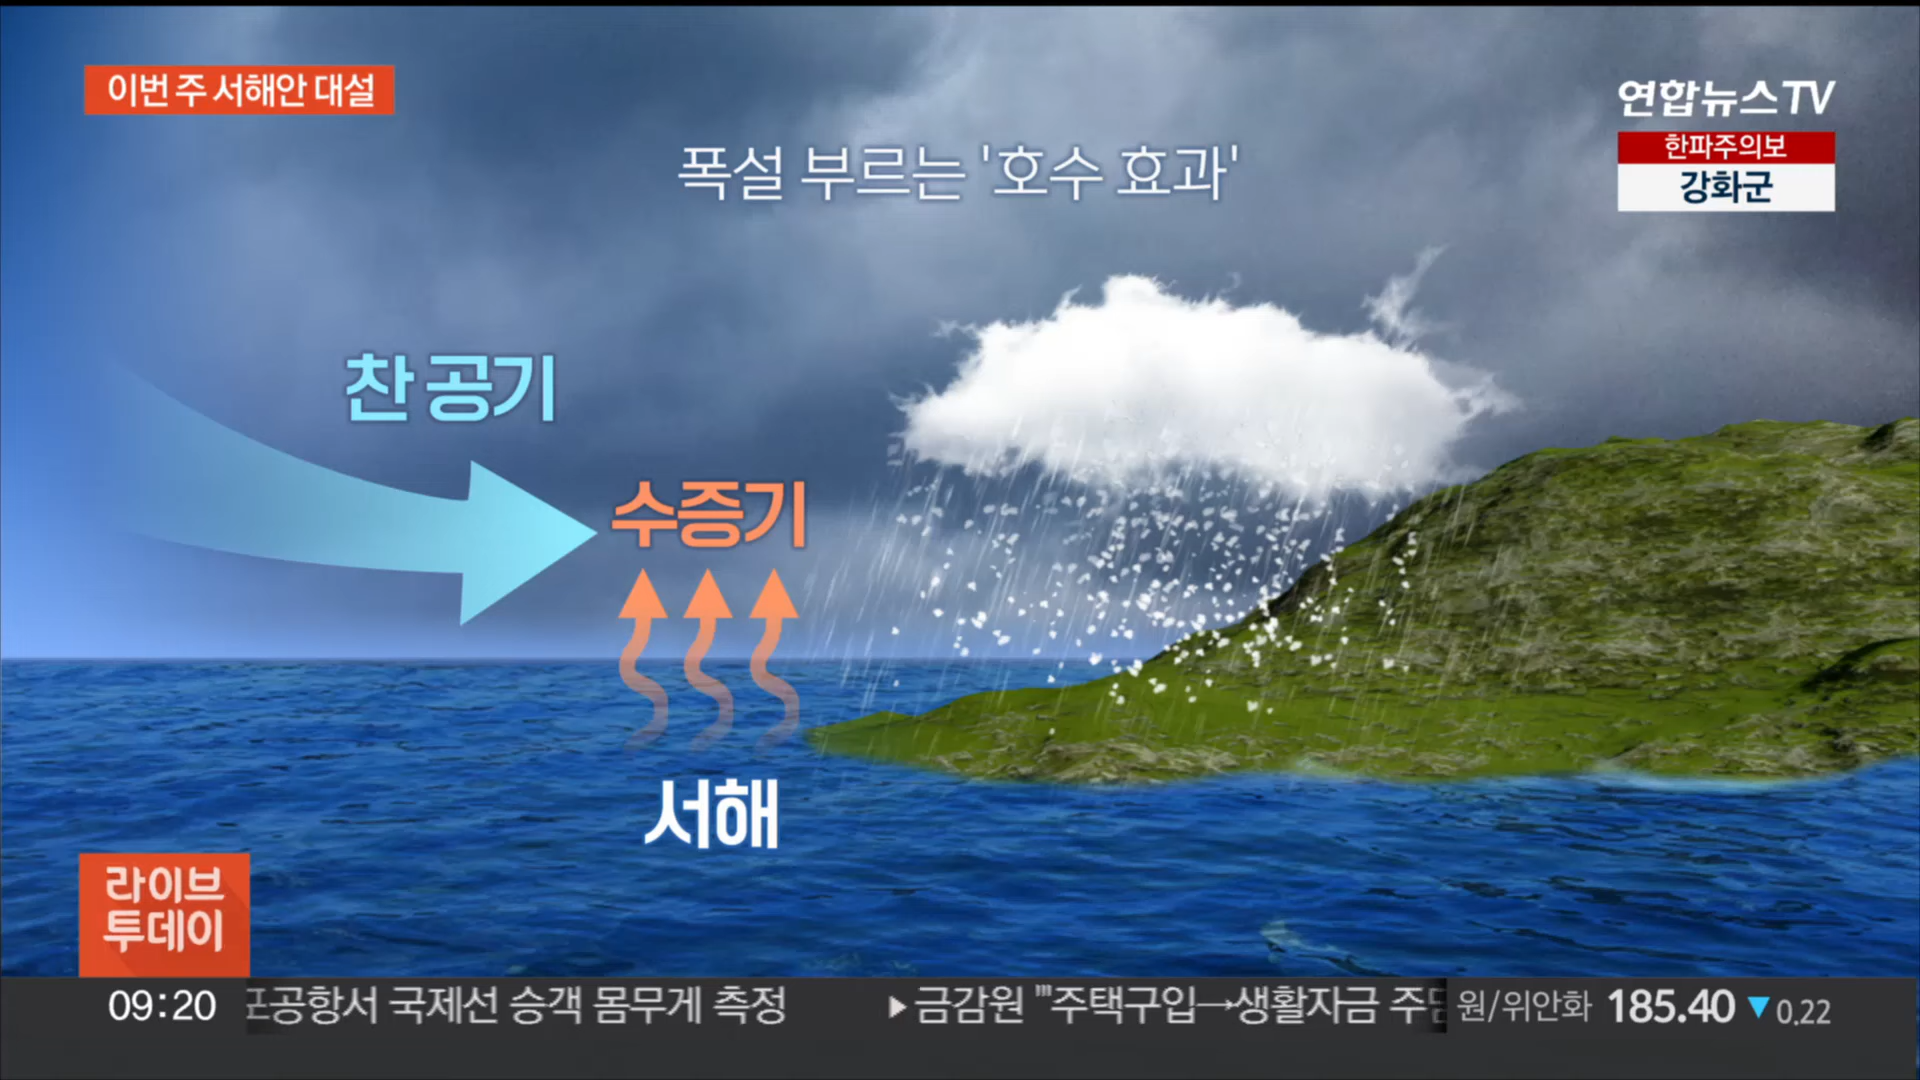 이번 주 서해안 대설
연합뉴스TV
한파주의보
강화군
폭설 부르는 '호수 효과'
찬 공기
수증기
서해
라이브
투데이
09:20 포공항서 국제선 승객 몸무게 측정 ▶금감원 "'주택구입→생활자금 원/위안화 185.40 ▼0.22